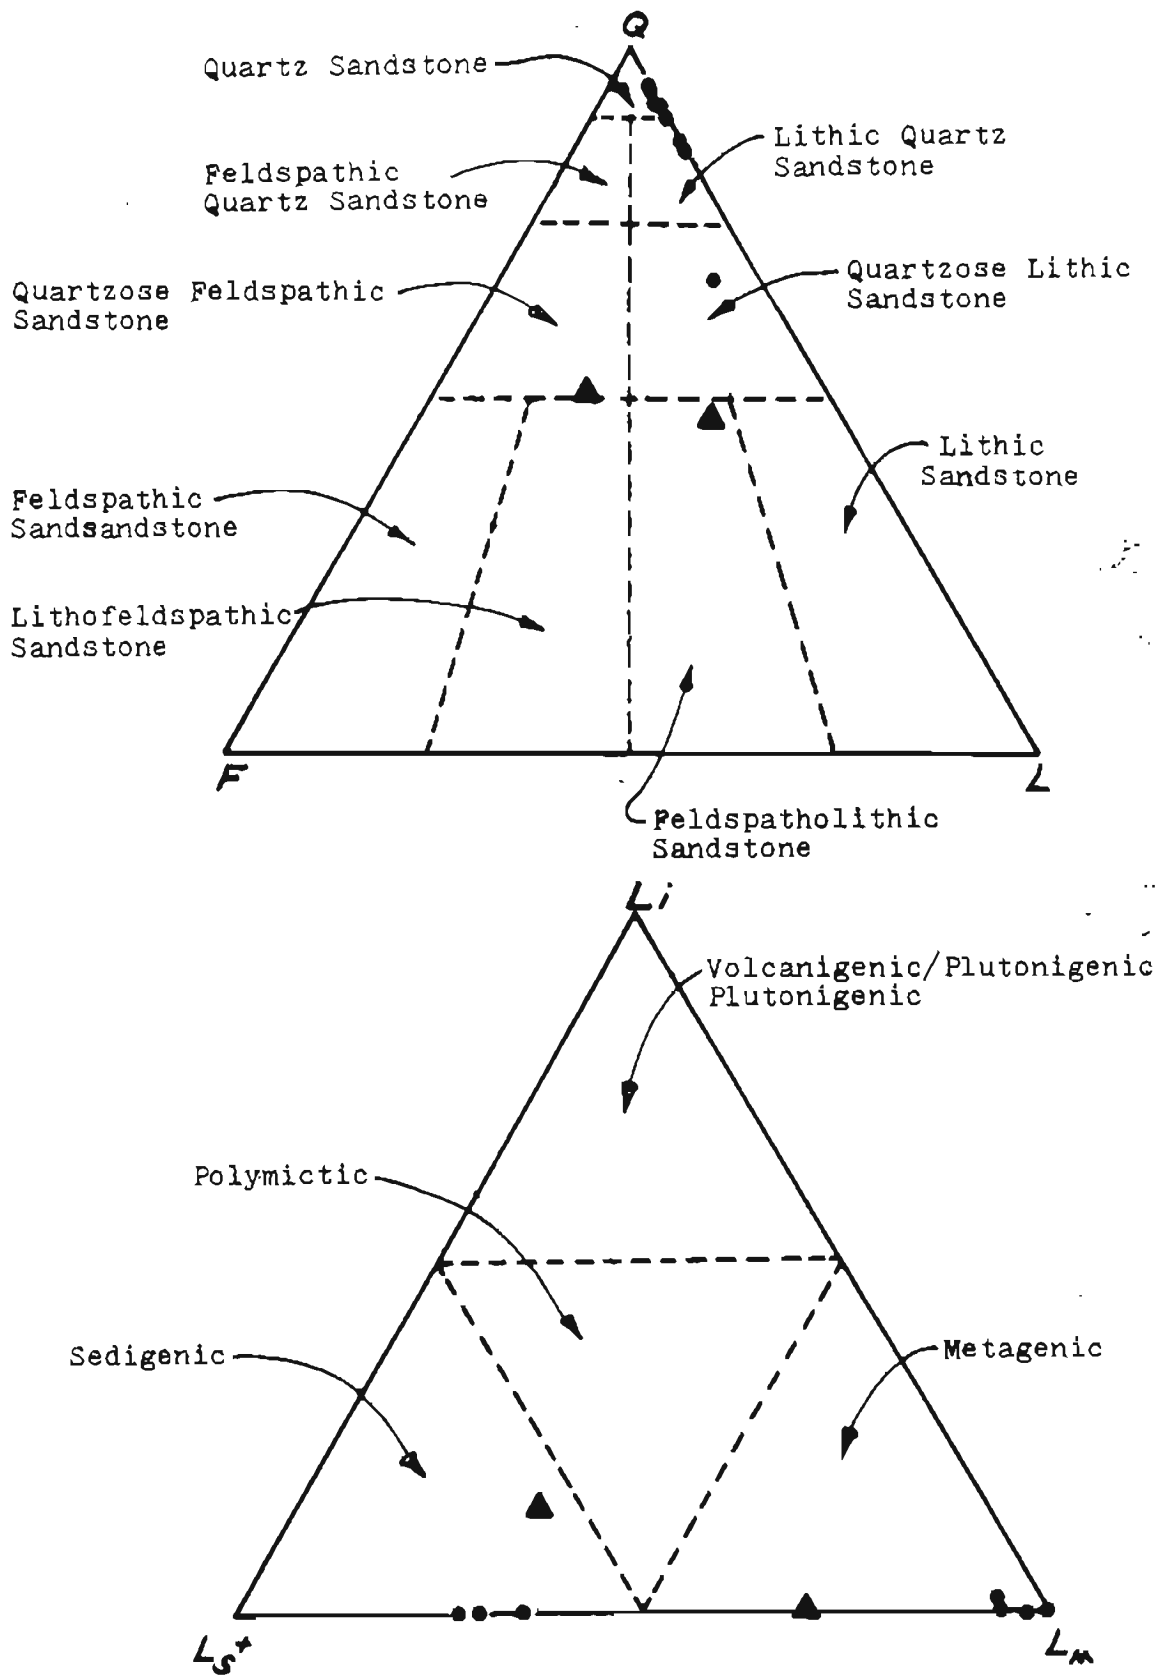 Q
Quartz Sandstone
Lithic Quartz
Sandstone
Feldspathic
Quartz Sandstone
Quartzose Lithic
Sandstone
Quartzose Feldspathic
Sandstone
Lithic
Sandstone
Feldspathic
Sandsandstone
Lithofeldspathic
Sandstone
F
L
Feldspatholithic
Sandstone
Li
Volcanigenic/Plutonigenic
Plutonigenic
Polymictic
Sedigenic
Metagenic
Ls*
Lm